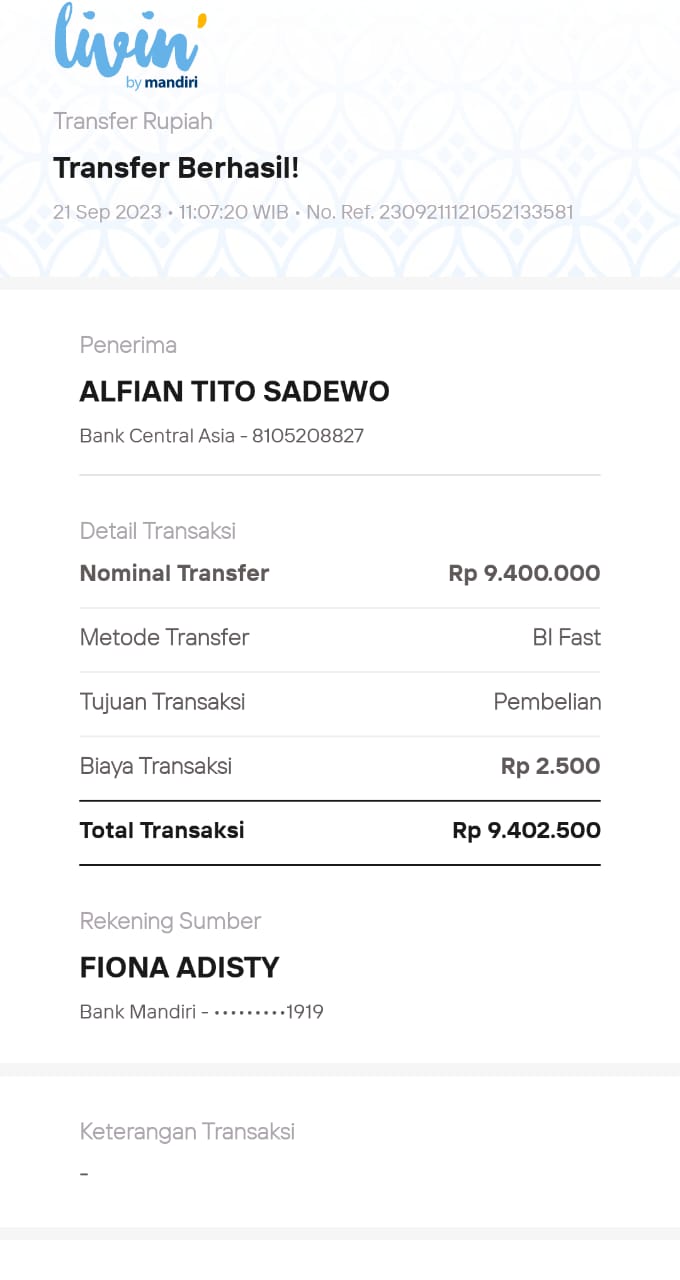 livin'
by mandiri
Transfer Rupiah
Transfer Berhasil!
21 Sep 2023 • 11:07:20 WIB • No. Ref. 2309211121052133581
Penerima
ALFIAN TITO SADEWO
Bank Central Asia - 8105208827
Detail Transaksi
Nominal Transfer Rp 9.400.000
Metode Transfer BI Fast
Tujuan Transaksi Pembelian
Biaya Transaksi Rp 2.500
Total Transaksi Rp 9.402.500
Rekening Sumber
FIONA ADISTY
Bank Mandiri - •••••••••1919
Keterangan Transaksi
-